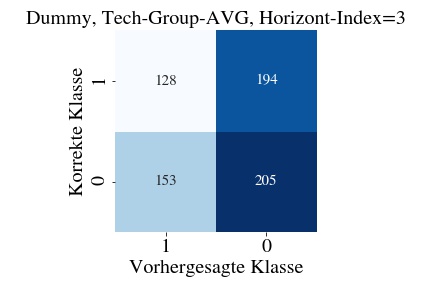 Dummy, Tech-Group-AVG, Horizont-Index=3
Korrekte Klasse
1
128 194
0
153 205
1 0
Vorhergesagte Klasse